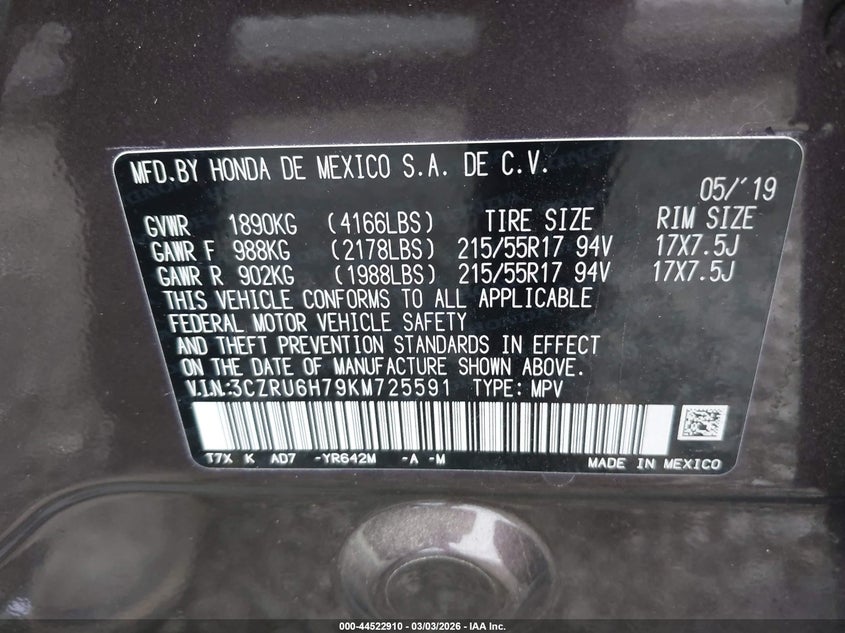 MFD.BY HONDA DE MEXICO S.A. DE C.V.
05/'19
GVWR 1890KG (4166LBS) TIRE SIZE RIM SIZE
GAWR F 988KG (2178LBS) 215/55R17 94V 17X7.5J
GAWR R 902KG (1988LBS) 215/55R17 94V 17X7.5J
THIS VEHICLE CONFORMS TO ALL APPLICABLE
FEDERAL MOTOR VEHICLE SAFETY
AND THEFT PREVENTION STANDARDS IN EFFECT
ON THE DATE OF MANUFACTURE SHOWN ABOVE.
V.I.N:3CZRU6H79KM725591 TYPE: MPV
T7X K AD7 -YR642M -A -M
MADE IN MEXICO
000-44522910 - 03/03/2026 - IAA Inc.